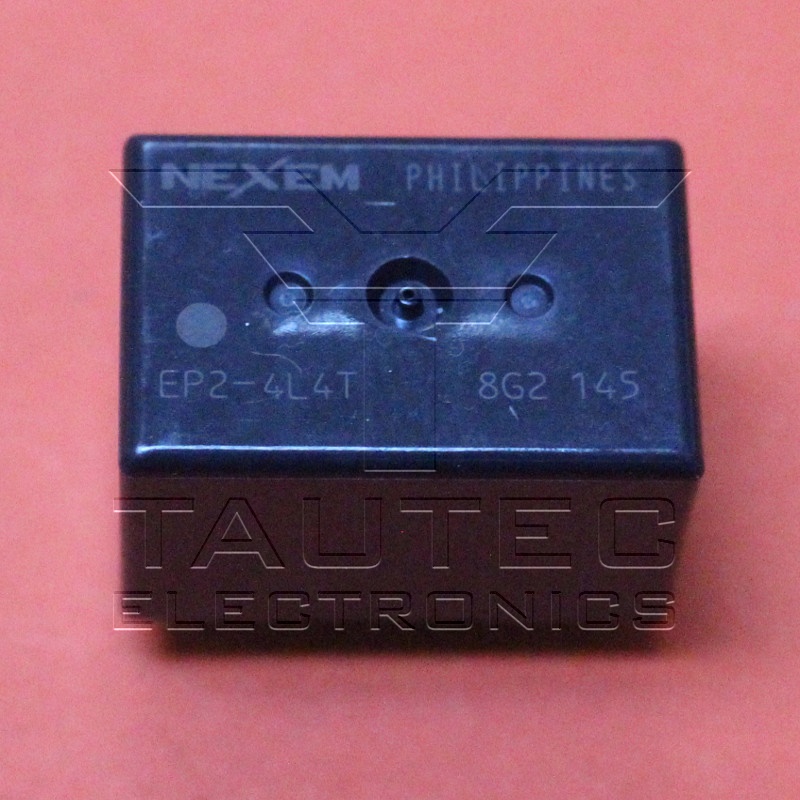 NEXEM PHILIPPINES
EP2-4L4T 8G2 145
TAUTEC
ELECTRONICS